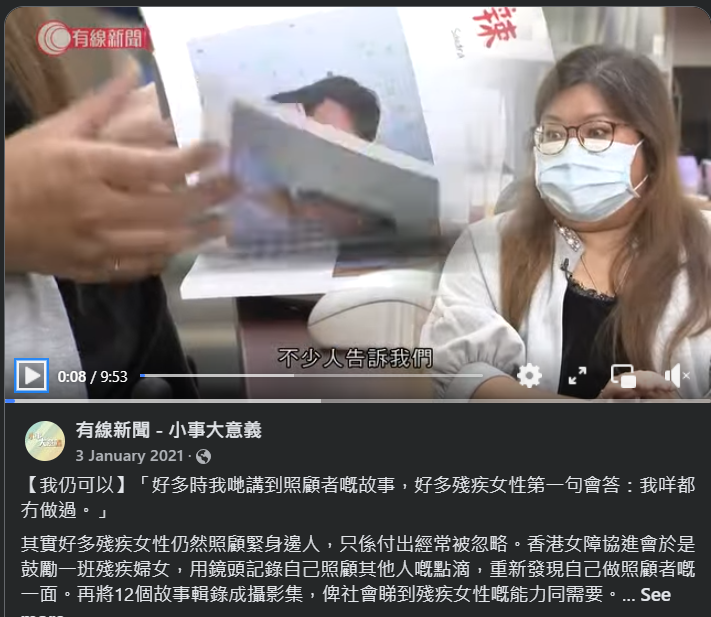 有線新聞
辣
Sandra
不少人告訴我們
0:08 / 9:53
有線新聞 - 小事大意義
3 January 2021 ·
【我仍可以】「好多時我哋講到照顧者嘅故事，好多殘疾女性第一句會答：我咩都
冇做過。」
其實好多殘疾女性仍然照顧緊身邊人，只係付出經常被忽略。香港女障協進會於是
鼓勵一班殘疾婦女，用鏡頭記錄自己照顧其他人嘅點滴，重新發現自己做照顧者嘅
一面。再將12個故事輯錄成攝影集，俾社會睇到殘疾女性嘅能力同需要。... See
more